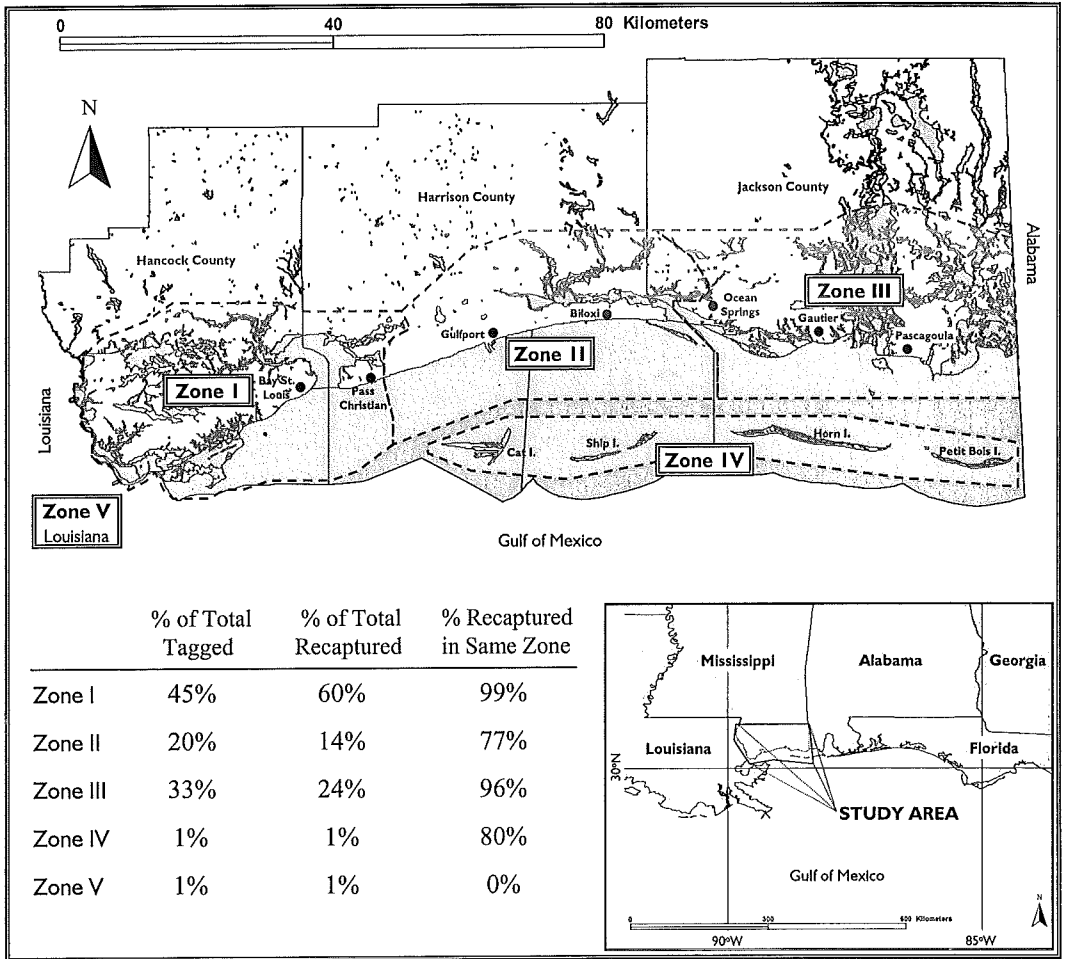 0 40 80 Kilometers
N
Hancock County
Harrison County
Jackson County
Alabama
Louisiana
Zone I
Bay St.
Louis
Pass
Christian
Gulfport
Biloxi
Zone II
Ocean
Springs
Zone III
Gautier
Pascagoula
Cat I.
Ship I.
Zone IV
Horn I.
Petit Bois I.
Zone V
Louisiana
Gulf of Mexico
% of Total % of Total % Recaptured
Tagged Recaptured in Same Zone
Zone I 45% 60% 99%
Zone II 20% 14% 77%
Zone III 33% 24% 96%
Zone IV 1% 1% 80%
Zone V 1% 1% 0%
Mississippi Alabama Georgia
Louisiana Florida
30°N
STUDY AREA
Gulf of Mexico
N
0 300 600 Kilometers
90°W 85°W